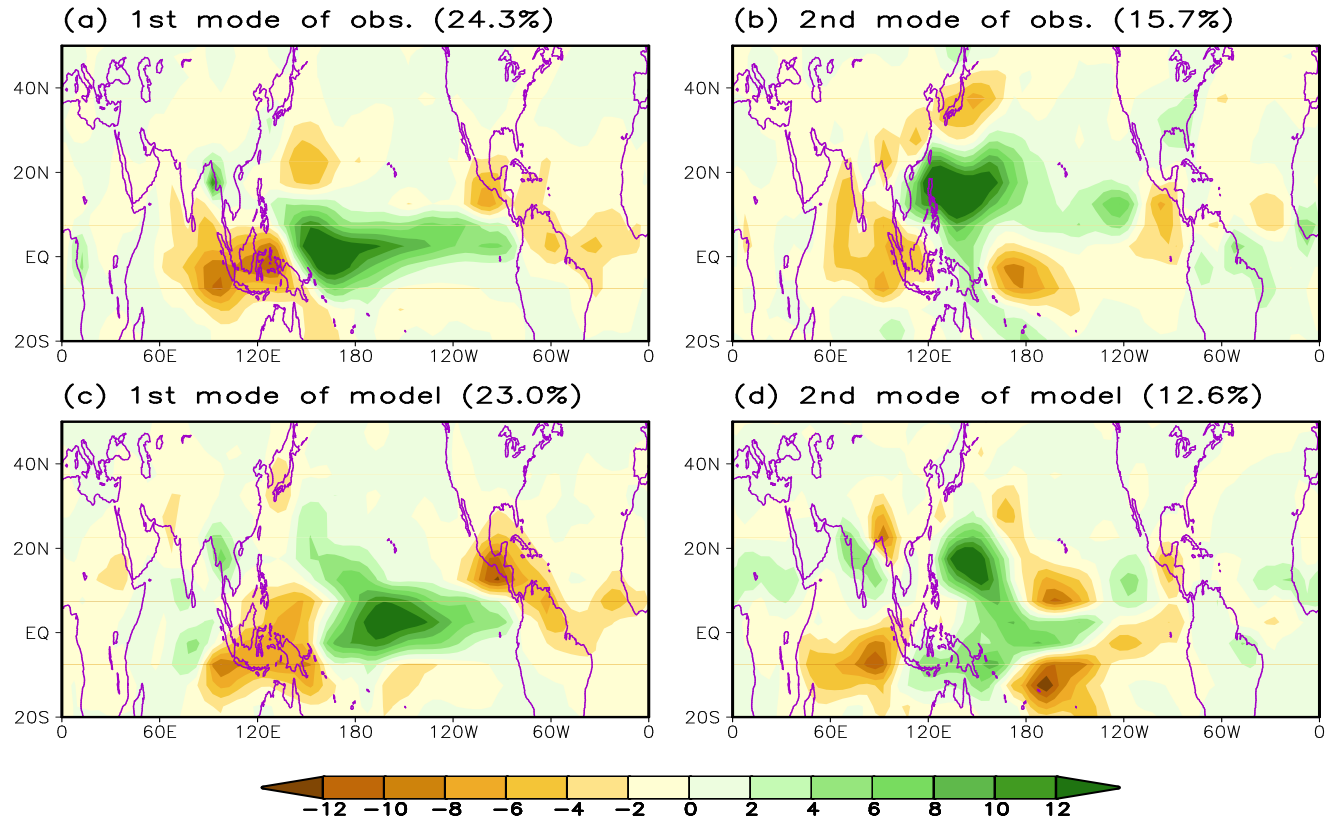 (a) 1st mode of obs. (24.3%)
(b) 2nd mode of obs. (15.7%)
40N
20N
EQ
20S
0 60E 120E 180 120W 60W 0
40N
20N
EQ
20S
0 60E 120E 180 120W 60W 0
(c) 1st mode of model (23.0%)
(d) 2nd mode of model (12.6%)
40N
20N
EQ
20S
0 60E 120E 180 120W 60W 0
40N
20N
EQ
20S
0 60E 120E 180 120W 60W 0
−12 −10 −8 −6 −4 −2 0 2 4 6 8 10 12